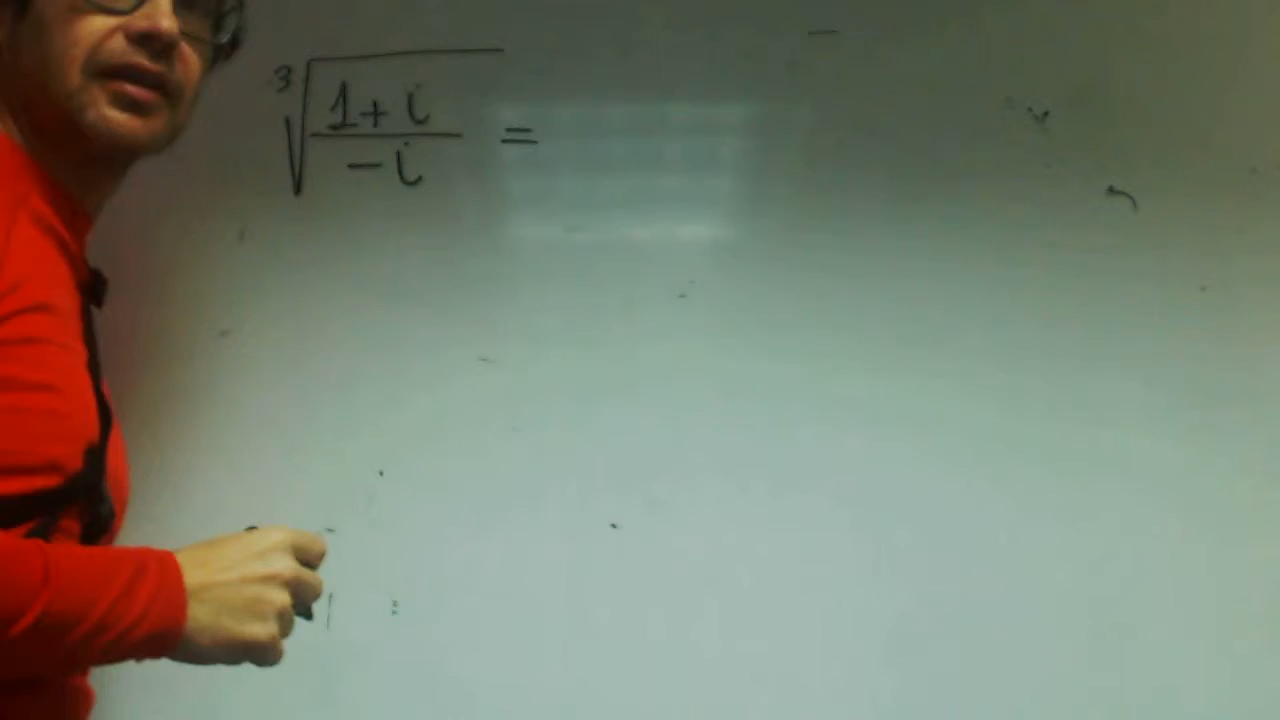 ∛((1+i)/(-i)) =